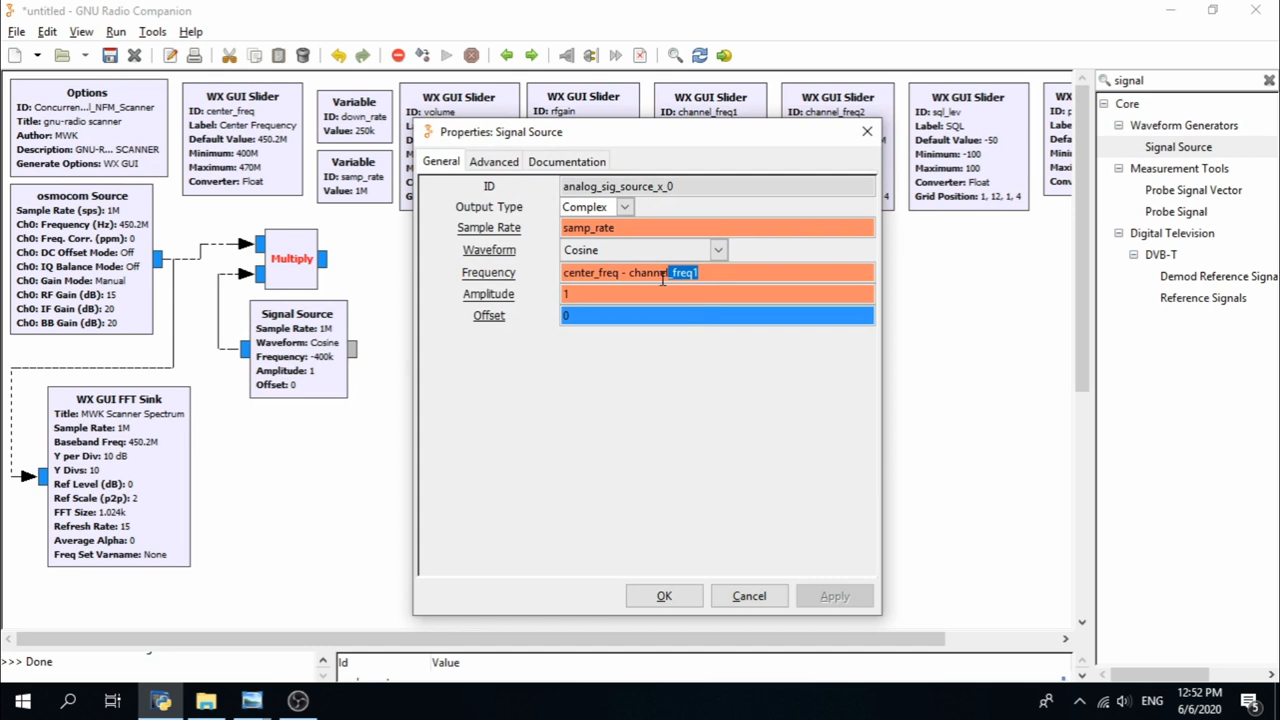 *untitled - GNU Radio Companion
File Edit View Run Tools Help
Options
ID: Concurren...l_NFM_Scanner
Title: gnu-radio scanner
Author: MWK
Description: GNU-R... SCANNER
Generate Options: WX GUI
WX GUI Slider
ID: center_freq
Label: Center Frequency
Default Value: 450.2M
Minimum: 400M
Maximum: 470M
Converter: Float
Variable
ID: down_rate
Value: 250k
Variable
ID: samp_rate
Value: 1M
WX GUI Slider
ID: volume
WX GUI Slider
ID: rfgain
WX GUI Slider
ID: channel_freq1
WX GUI Slider
ID: channel_freq2
WX GUI Slider
ID: sql_lev
Label: SQL
Default Value: -50
Minimum: -100
Maximum: 100
Converter: Float
Grid Position: 1, 12, 1, 4
osmocom Source
Sample Rate (sps): 1M
Ch0: Frequency (Hz): 450.2M
Ch0: Freq. Corr. (ppm): 0
Ch0: DC Offset Mode: Off
Ch0: IQ Balance Mode: Off
Ch0: Gain Mode: Manual
Ch0: RF Gain (dB): 15
Ch0: IF Gain (dB): 20
Ch0: BB Gain (dB): 20
Multiply
Signal Source
Sample Rate: 1M
Waveform: Cosine
Frequency: -400k
Amplitude: 1
Offset: 0
WX GUI FFT Sink
Title: MWK Scanner Spectrum
Sample Rate: 1M
Baseband Freq: 450.2M
Y per Div: 10 dB
Y Divs: 10
Ref Level (dB): 0
Ref Scale (p2p): 2
FFT Size: 1.024k
Refresh Rate: 15
Average Alpha: 0
Freq Set Varname: None
Properties: Signal Source
General Advanced Documentation
ID analog_sig_source_x_0
Output Type Complex
Sample Rate samp_rate
Waveform Cosine
Frequency center_freq - channel_freq1
Amplitude 1
Offset 0
OK Cancel Apply
signal
Core
Waveform Generators
Signal Source
Measurement Tools
Probe Signal Vector
Probe Signal
Digital Television
DVB-T
Demod Reference Signa
Reference Signals
>>> Done
Id Value
ENG
12:52 PM
6/6/2020
5